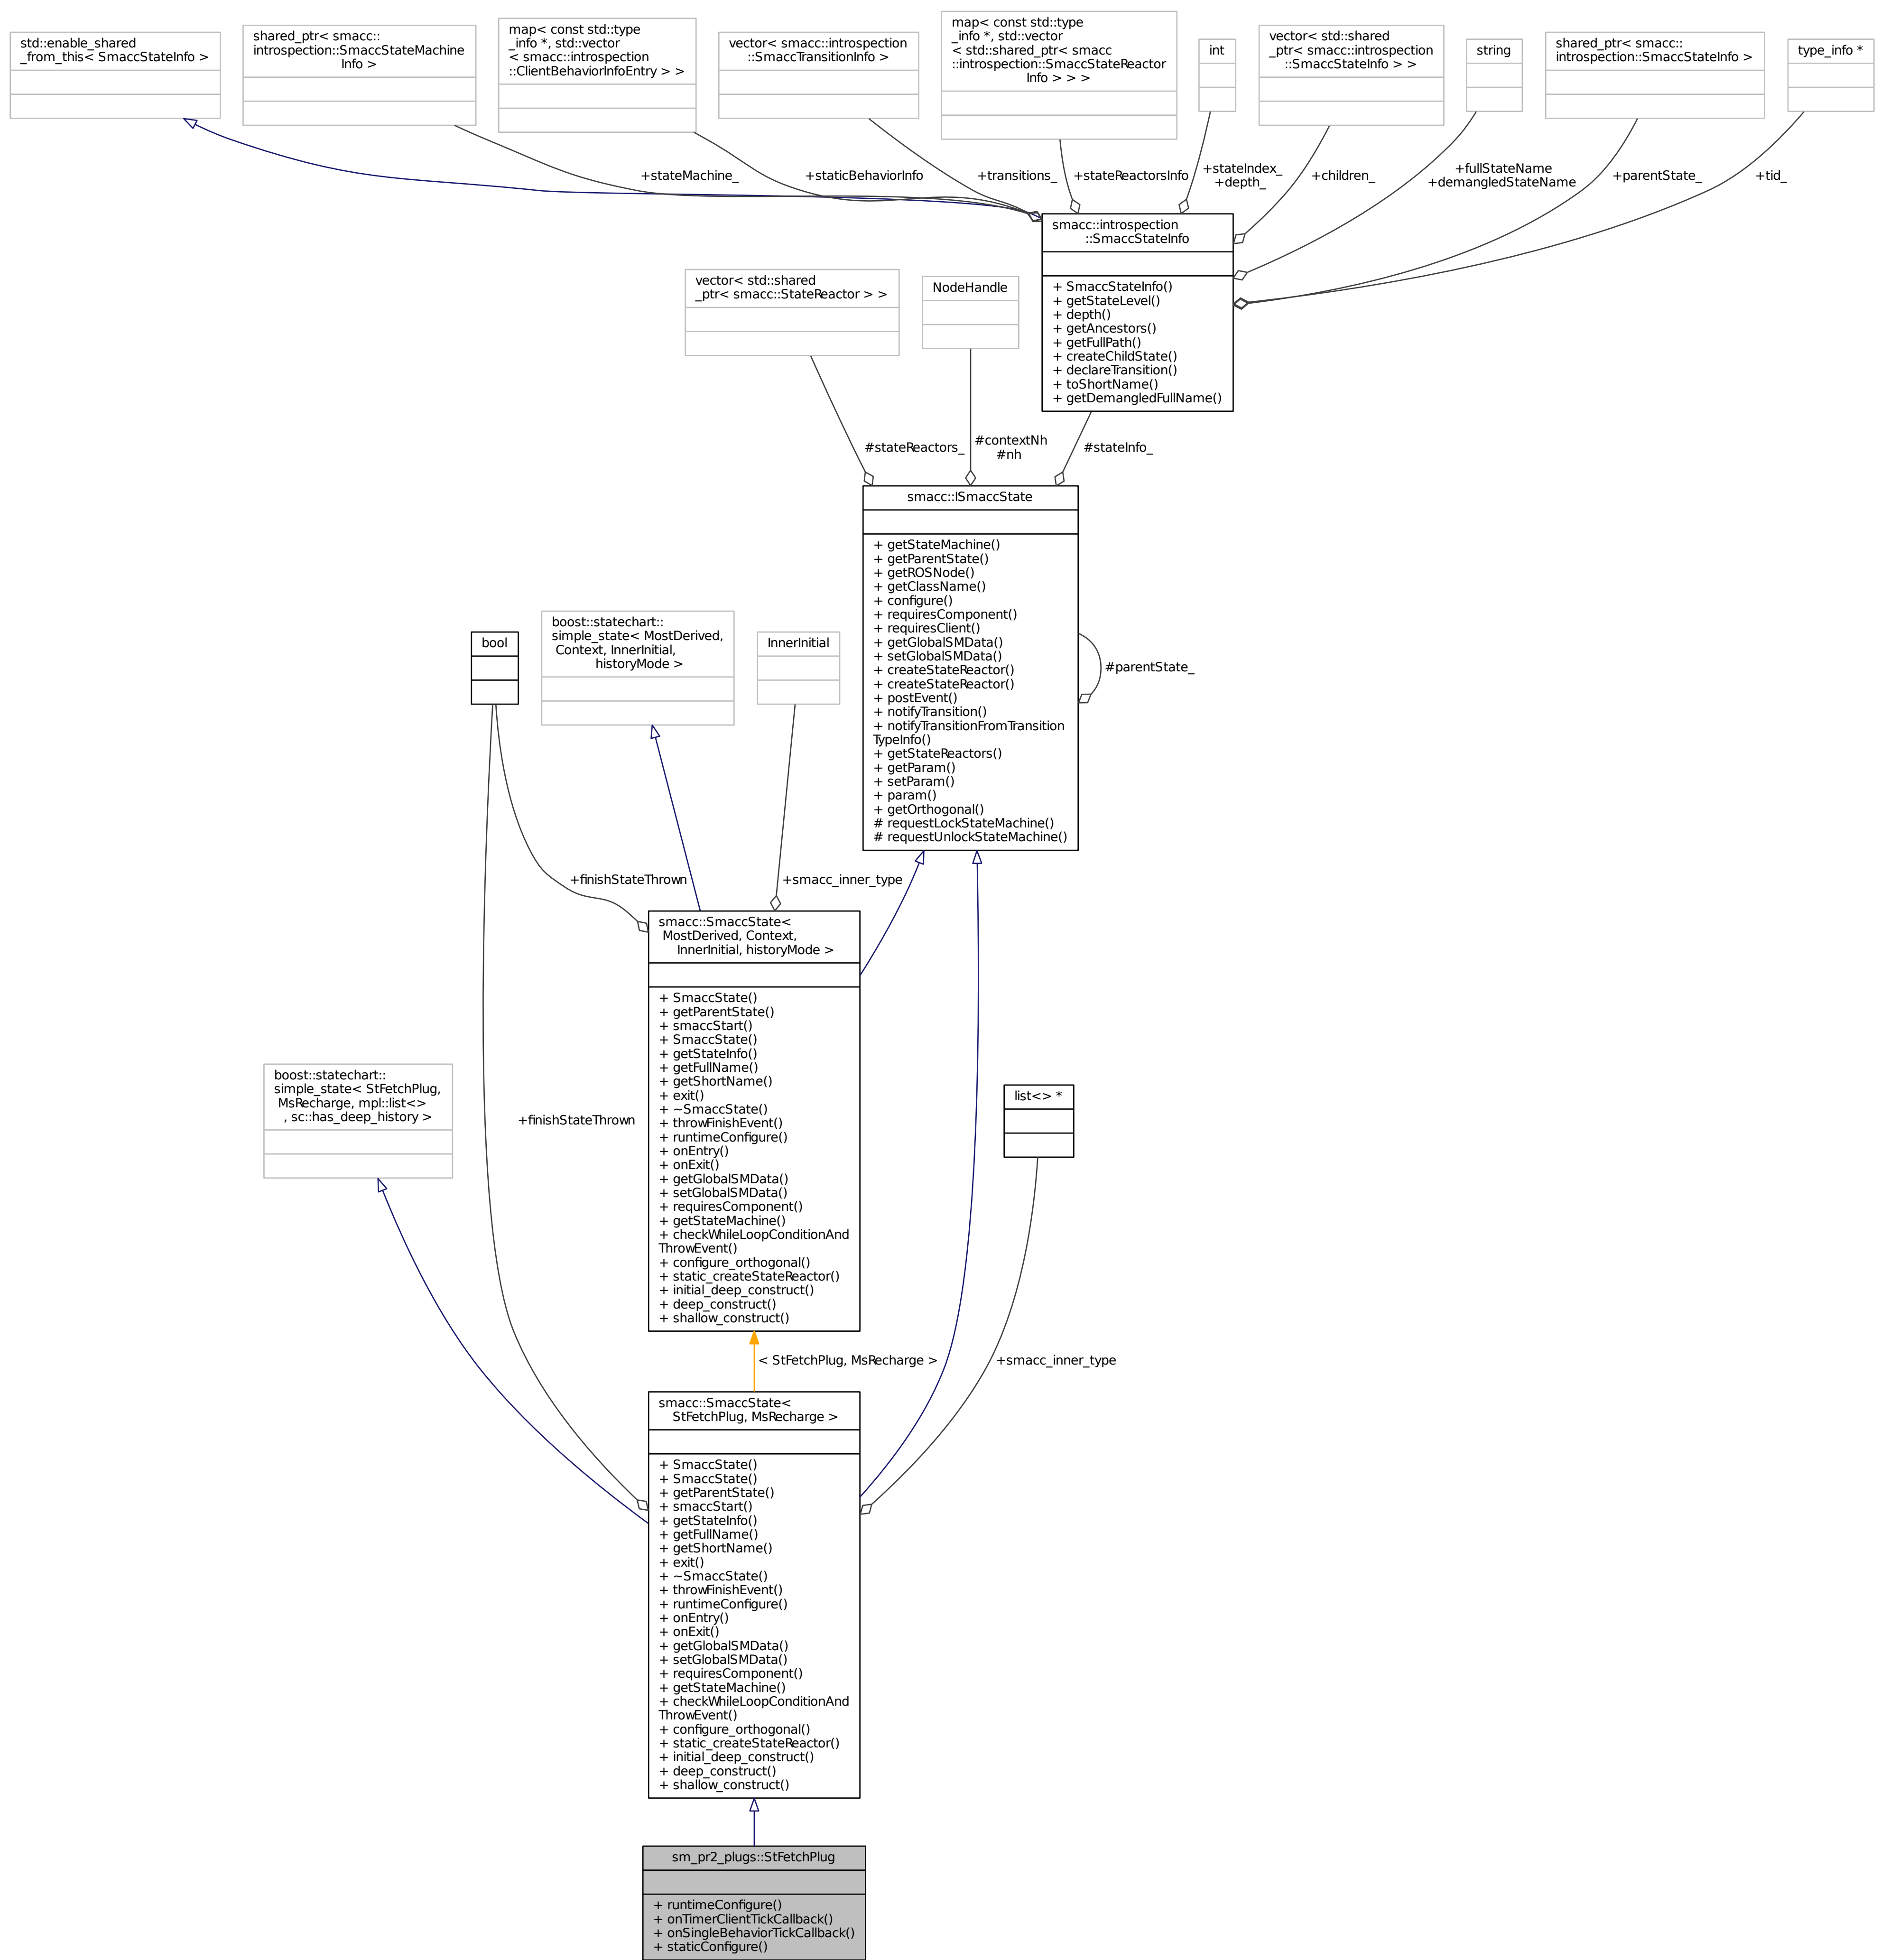 std::enable_shared
_from_this< SmaccStateInfo >
shared_ptr< smacc::
introspection::SmaccStateMachine
Info >
map< const std::type
_info *, std::vector
< smacc::introspection
::ClientBehaviorInfoEntry > >
vector< smacc::introspection
::SmaccTransitionInfo >
map< const std::type
_info *, std::vector
< std::shared_ptr< smacc
::introspection::SmaccStateReactor
Info > > >
int
vector< std::shared
_ptr< smacc::introspection
::SmaccStateInfo > >
string
shared_ptr< smacc::
introspection::SmaccStateInfo >
type_info *
+stateMachine_
+staticBehaviorInfo
+transitions_
+stateReactorsInfo
+stateIndex_
+depth_
+children_
+fullStateName
+demangledStateName
+parentState_
+tid_
smacc::introspection
::SmaccStateInfo
+ SmaccStateInfo()
+ getStateLevel()
+ depth()
+ getAncestors()
+ getFullPath()
+ createChildState()
+ declareTransition()
+ toShortName()
+ getDemangledFullName()
vector< std::shared
_ptr< smacc::StateReactor > >
NodeHandle
#stateReactors_
#contextNh
#nh
#stateInfo_
smacc::ISmaccState
+ getStateMachine()
+ getParentState()
+ getROSNode()
+ getClassName()
+ configure()
+ requiresComponent()
+ requiresClient()
+ getGlobalSMData()
+ setGlobalSMData()
+ createStateReactor()
+ createStateReactor()
+ postEvent()
+ notifyTransition()
+ notifyTransitionFromTransition
TypeInfo()
+ getStateReactors()
+ getParam()
+ setParam()
+ param()
+ getOrthogonal()
# requestLockStateMachine()
# requestUnlockStateMachine()
#parentState_
bool
boost::statechart::
simple_state< MostDerived,
Context, InnerInitial,
historyMode >
InnerInitial
+finishStateThrown
+smacc_inner_type
smacc::SmaccState<
MostDerived, Context,
InnerInitial, historyMode >
+ SmaccState()
+ getParentState()
+ smaccStart()
+ SmaccState()
+ getStateInfo()
+ getFullName()
+ getShortName()
+ exit()
+ ~SmaccState()
+ throwFinishEvent()
+ runtimeConfigure()
+ onEntry()
+ onExit()
+ getGlobalSMData()
+ setGlobalSMData()
+ requiresComponent()
+ getStateMachine()
+ checkWhileLoopConditionAnd
ThrowEvent()
+ configure_orthogonal()
+ static_createStateReactor()
+ initial_deep_construct()
+ deep_construct()
+ shallow_construct()
boost::statechart::
simple_state< StFetchPlug,
MsRecharge, mpl::list<>
, sc::has_deep_history >
+finishStateThrown
list<> *
< StFetchPlug, MsRecharge >
+smacc_inner_type
smacc::SmaccState<
StFetchPlug, MsRecharge >
+ SmaccState()
+ SmaccState()
+ getParentState()
+ smaccStart()
+ getStateInfo()
+ getFullName()
+ getShortName()
+ exit()
+ ~SmaccState()
+ throwFinishEvent()
+ runtimeConfigure()
+ onEntry()
+ onExit()
+ getGlobalSMData()
+ setGlobalSMData()
+ requiresComponent()
+ getStateMachine()
+ checkWhileLoopConditionAnd
ThrowEvent()
+ configure_orthogonal()
+ static_createStateReactor()
+ initial_deep_construct()
+ deep_construct()
+ shallow_construct()
sm_pr2_plugs::StFetchPlug
+ runtimeConfigure()
+ onTimerClientTickCallback()
+ onSingleBehaviorTickCallback()
+ staticConfigure()